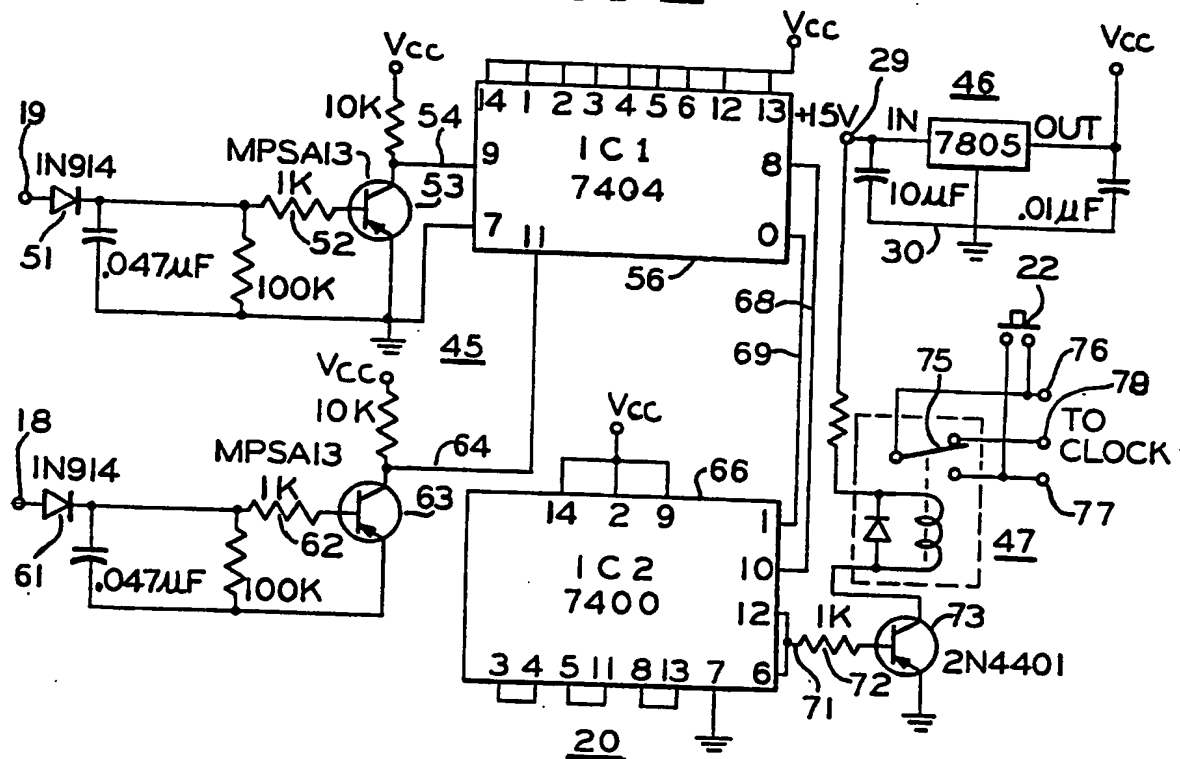 Vcc
Vcc
Vcc
29
46
14 1 2 3 4 5 6 12 13
+15V
IN
7805
OUT
10K
54
19
MPSA13
9
IC1
7404
8
1N914
1K
53
10µF
.01µF
51
52
7
11
0
30
.047µF
100K
56
22
68
45
69
75
76
78
Vcc
10K
Vcc
TO
CLOCK
18
MPSA13
64
66
1N914
1K
63
14 2 9
1
77
61
62
IC2
7400
10
47
.047µF
100K
12
1K
73
3 4 5 11 8 13 7 6
72
2N4401
71
20